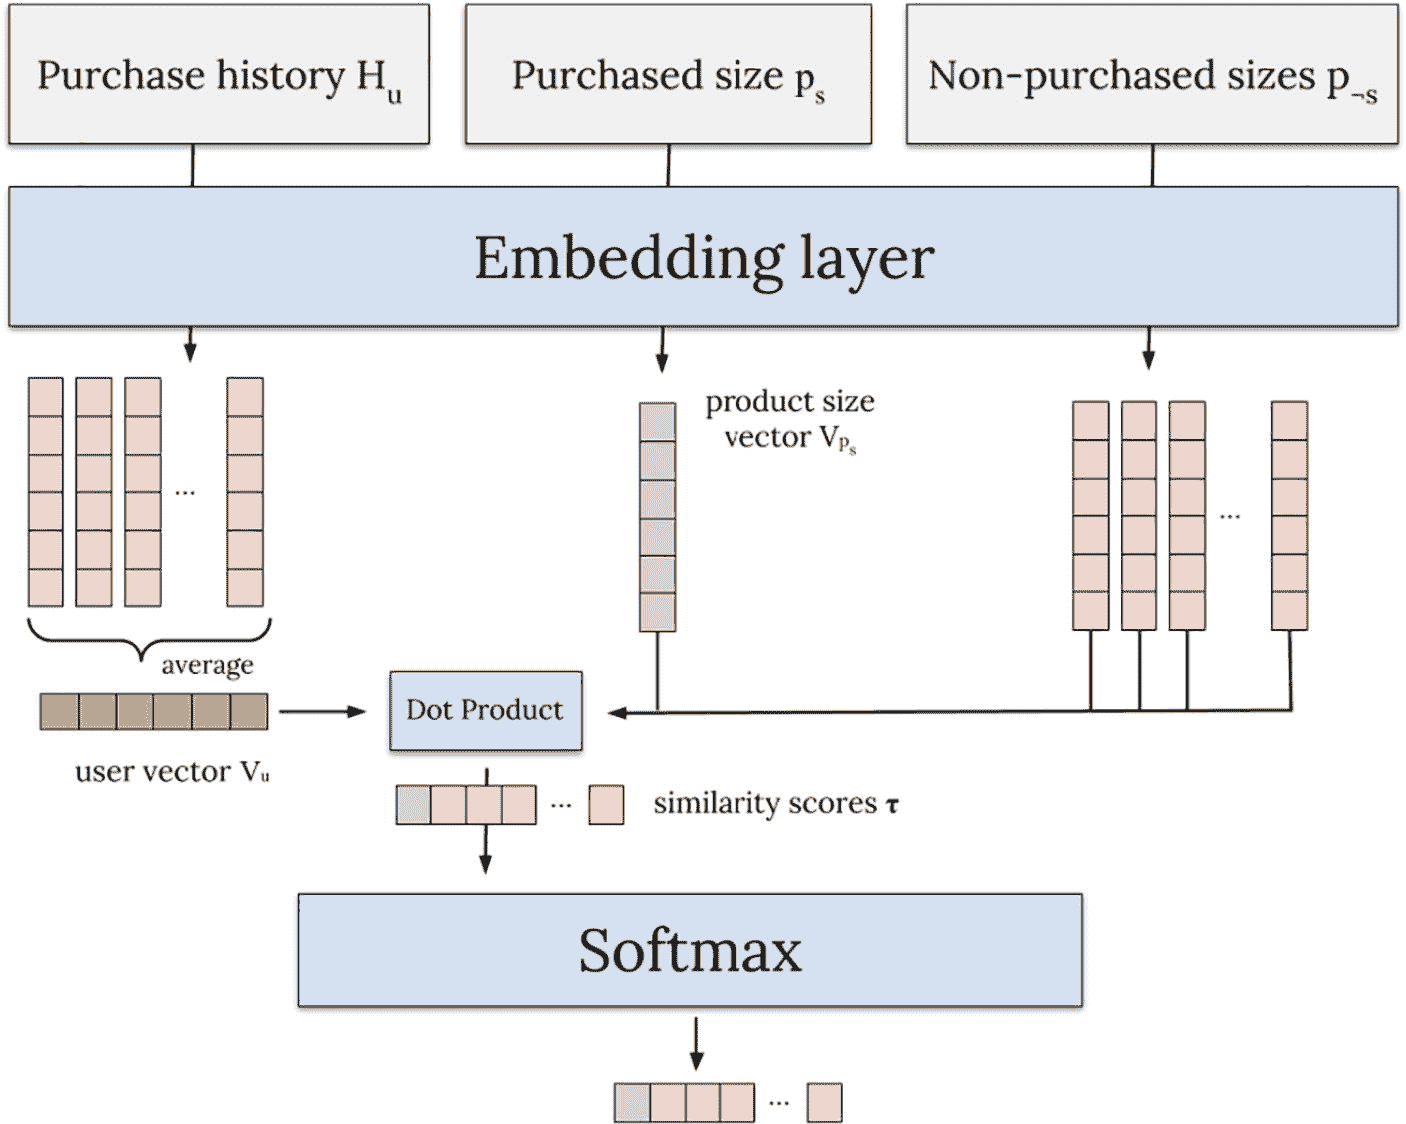 Purchase history Hᵤ
Purchased size pₛ
Non-purchased sizes p¬s
Embedding layer
product size
vector Vpₛ
...
...
average
Dot Product
user vector Vᵤ
...
similarity scores τ
Softmax
...